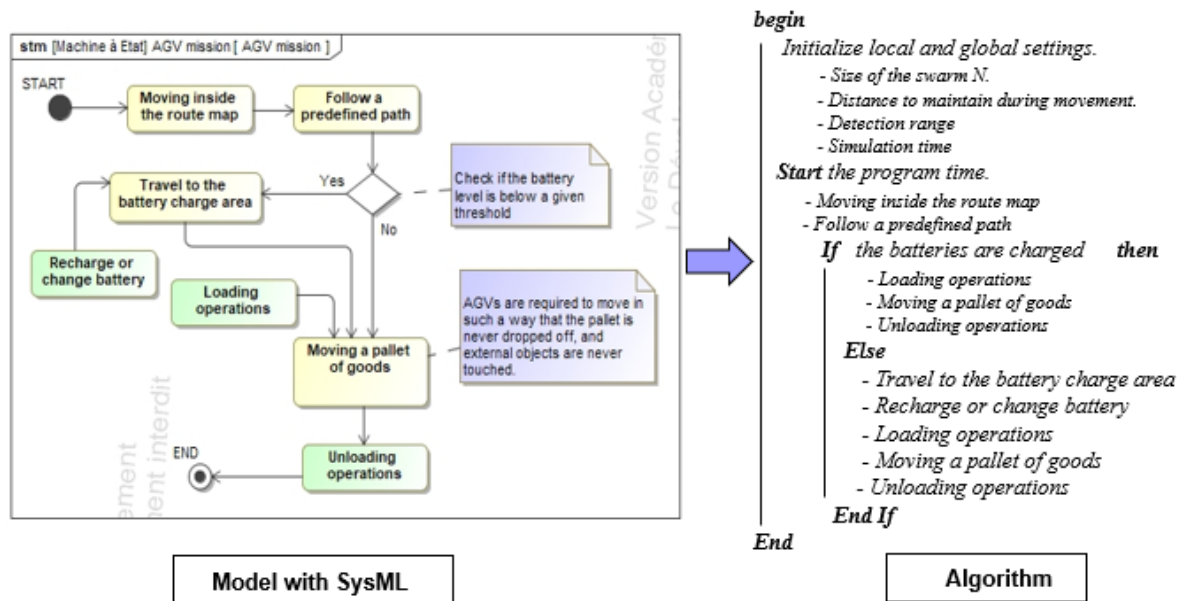 stm [Machine à Etat] AGV mission [ AGV mission ]
START
Moving inside
the route map
Follow a
predefined path
Travel to the
battery charge area
Yes
Check if the battery
level is below a given
threshold
No
Recharge or
change battery
Loading
operations
AGVs are required to move in
such a way that the pallet is
never dropped off, and
external objects are never
touched.
Moving a pallet
of goods
END
Unloading
operations
Version Acadér
ement
ent interdit
Model with SysML
begin
Initialize local and global settings.
- Size of the swarm N.
- Distance to maintain during movement.
- Detection range
- Simulation time
Start the program time.
- Moving inside the route map
- Follow a predefined path
If the batteries are charged then
- Loading operations
- Moving a pallet of goods
- Unloading operations
Else
- Travel to the battery charge area
- Recharge or change battery
- Loading operations
- Moving a pallet of goods
- Unloading operations
End If
End
Algorithm